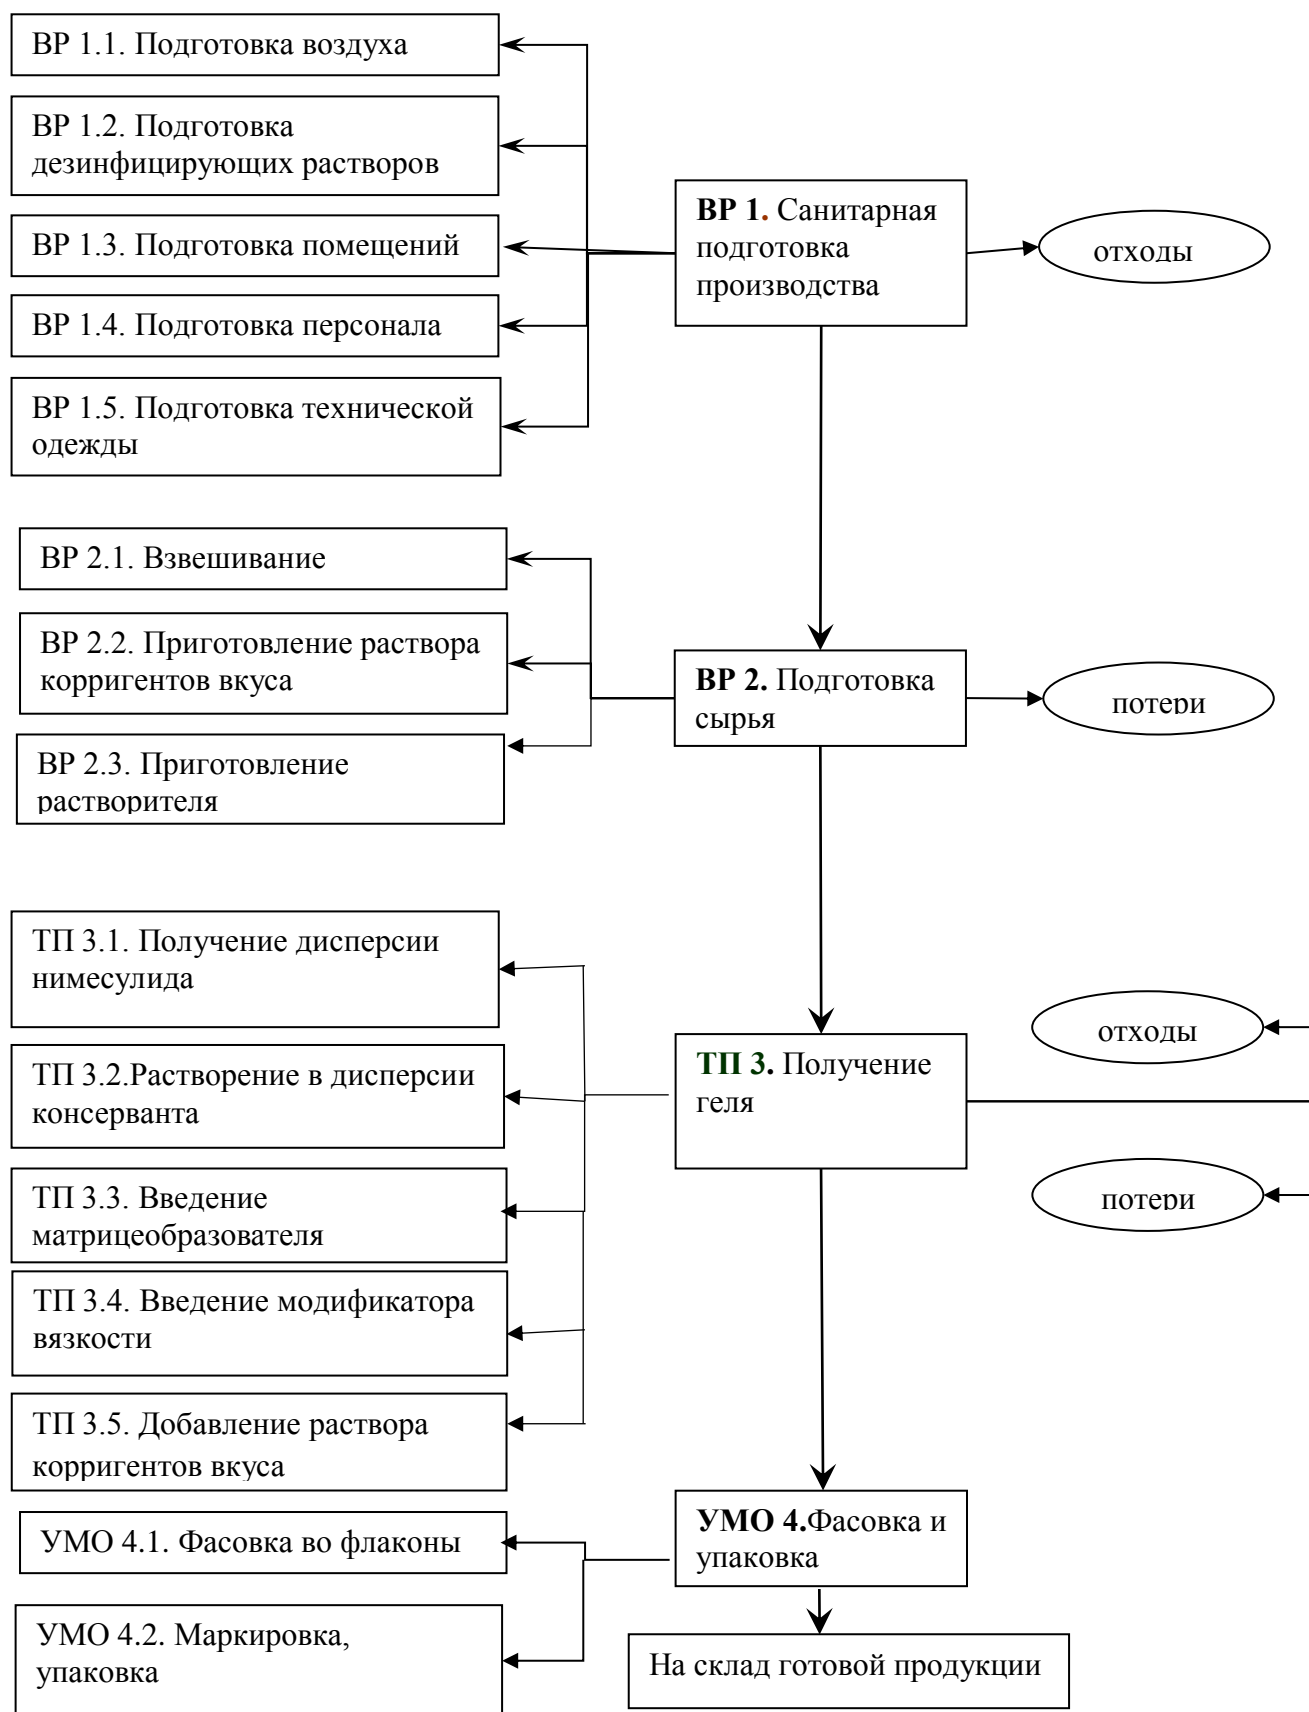 ВР 1.1. Подготовка воздуха
ВР 1.2. Подготовка
дезинфицирующих растворов
ВР 1.3. Подготовка помещений
ВР 1.4. Подготовка персонала
ВР 1.5. Подготовка технической
одежды
ВР 1. Санитарная
подготовка
производства
отходы
ВР 2.1. Взвешивание
ВР 2.2. Приготовление раствора
корригентов вкуса
ВР 2.3. Приготовление
растворителя
ВР 2. Подготовка
сырья
потери
ТП 3.1. Получение дисперсии
нимесулида
ТП 3.2.Растворение в дисперсии
консерванта
ТП 3.3. Введение
матрицеобразователя
ТП 3.4. Введение модификатора
вязкости
ТП 3.5. Добавление раствора
корригентов вкуса
ТП 3. Получение
геля
отходы
потери
УМО 4.1. Фасовка во флаконы
УМО 4.2. Маркировка,
упаковка
УМО 4.Фасовка и
упаковка
На склад готовой продукции